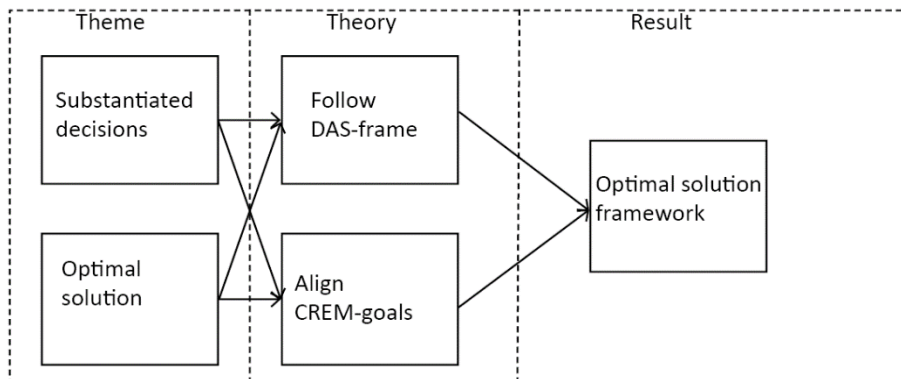 Theme
Theory
Result
Substantiated
decisions
Follow
DAS-frame
Optimal solution
framework
Optimal
solution
Align
CREM-goals